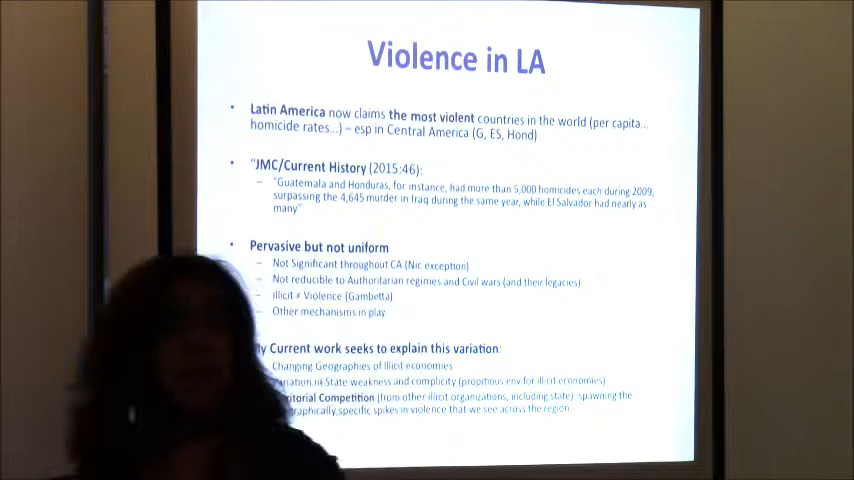 Violence in LA
• Latin America now claims the most violent countries in the world (per capita...
homicide rates...) – esp in Central America (G, ES, Hond)
• "JMC/Current History (2015:46):
– "Guatemala and Honduras, for instance, had more than 5,000 homicides each during 2009,
surpassing the 4,645 murder in Iraq during the same year, while El Salvador had nearly as
many"
• Pervasive but not uniform
– Not Significant throughout CA (Nic exception)
– Not reducible to Authoritarian regimes and Civil wars (and their legacies)
– Illicit ≠ Violence (Gambetta)
– Other mechanisms in play
Current work seeks to explain this variation:
Changing Geographies of Illicit economies
in State weakness and complicity (propitious env for illicit economies)
Competition (from other illicit organizations, including state) spawning the
specific spikes in violence that we see across the region